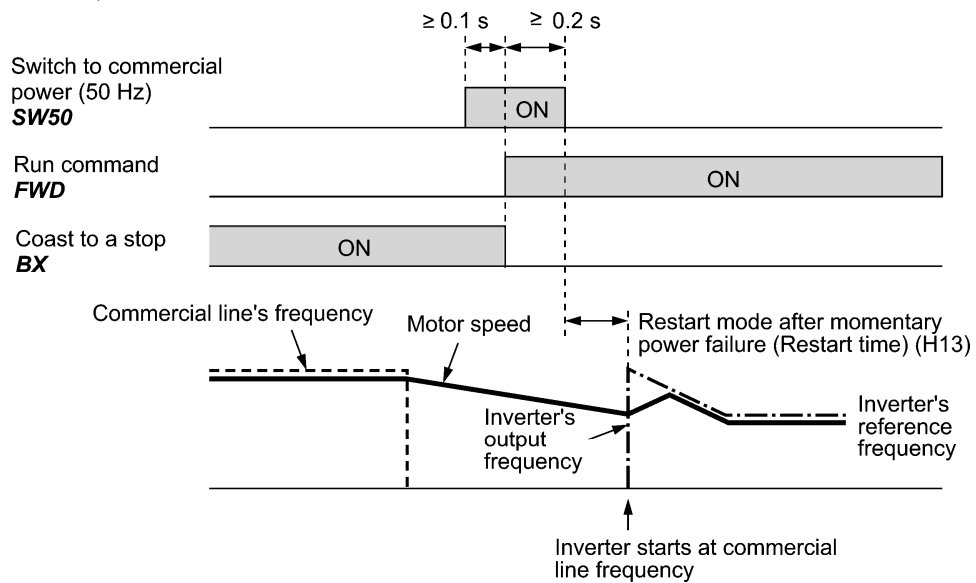 ≥ 0.1 s
≥ 0.2 s
Switch to commercial
power (50 Hz)
SW50
ON
Run command
FWD
ON
Coast to a stop
BX
ON
Commercial line's frequency
Motor speed
Restart mode after momentary
power failure (Restart time) (H13)
Inverter's
output
frequency
Inverter's
reference
frequency
Inverter starts at commercial
line frequency